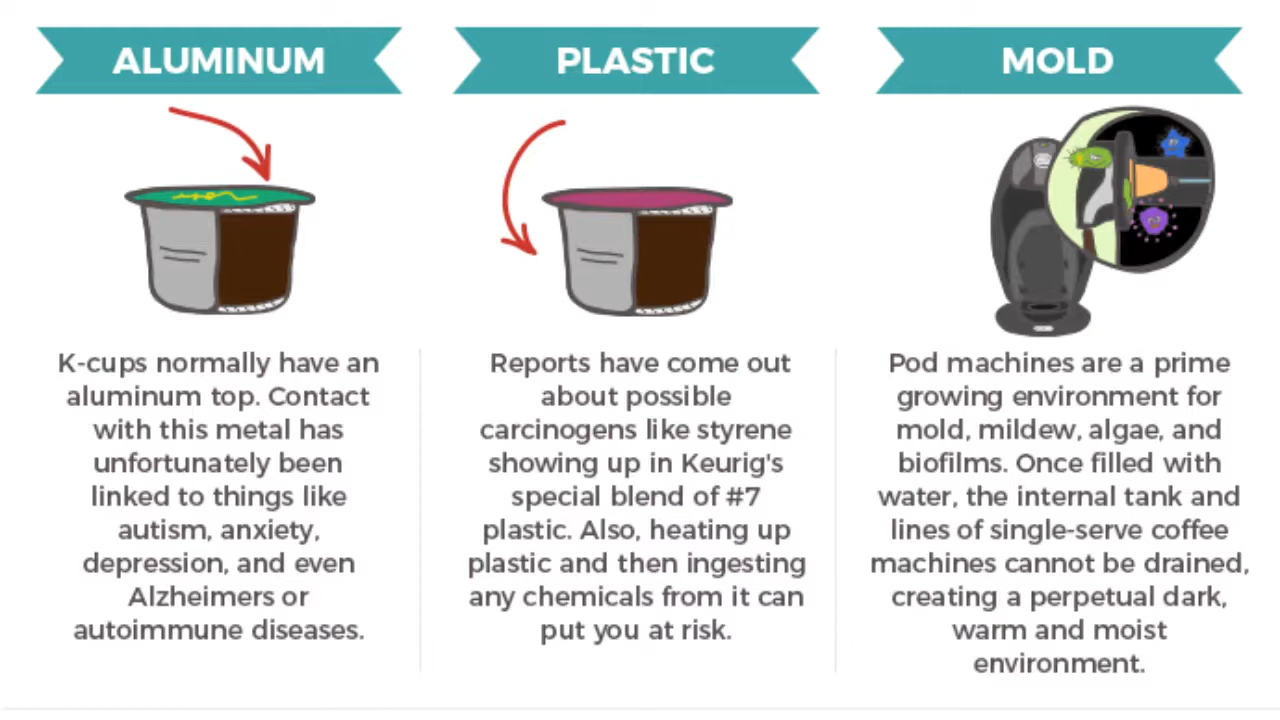 ALUMINUM
K-cups normally have an
aluminum top. Contact
with this metal has
unfortunately been
linked to things like
autism, anxiety,
depression, and even
Alzheimers or
autoimmune diseases.
PLASTIC
Reports have come out
about possible
carcinogens like styrene
showing up in Keurig's
special blend of #7
plastic. Also, heating up
plastic and then ingesting
any chemicals from it can
put you at risk.
MOLD
Pod machines are a prime
growing environment for
mold, mildew, algae, and
biofilms. Once filled with
water, the internal tank and
lines of single-serve coffee
machines cannot be drained,
creating a perpetual dark,
warm and moist
environment.